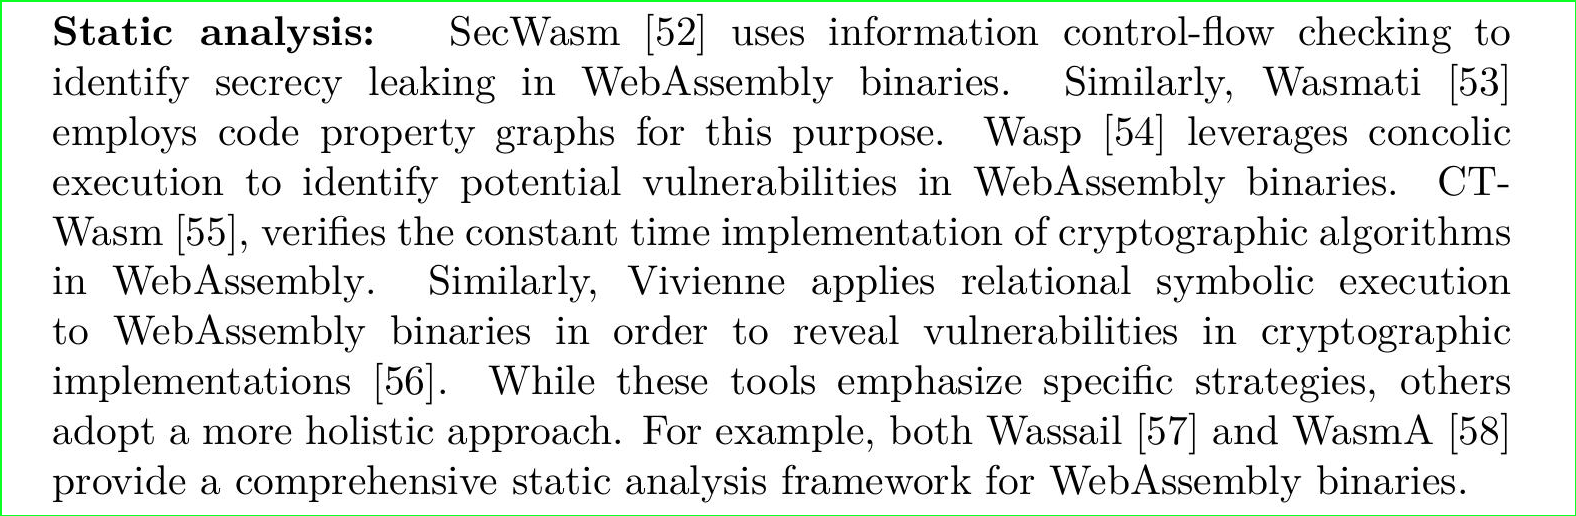 Static analysis: SecWasm [52] uses information control-flow checking to
identify secrecy leaking in WebAssembly binaries. Similarly, Wasmati [53]
employs code property graphs for this purpose. Wasp [54] leverages concolic
execution to identify potential vulnerabilities in WebAssembly binaries. CT-
Wasm [55], verifies the constant time implementation of cryptographic algorithms
in WebAssembly. Similarly, Vivienne applies relational symbolic execution
to WebAssembly binaries in order to reveal vulnerabilities in cryptographic
implementations [56]. While these tools emphasize specific strategies, others
adopt a more holistic approach. For example, both Wassail [57] and WasmA [58]
provide a comprehensive static analysis framework for WebAssembly binaries.